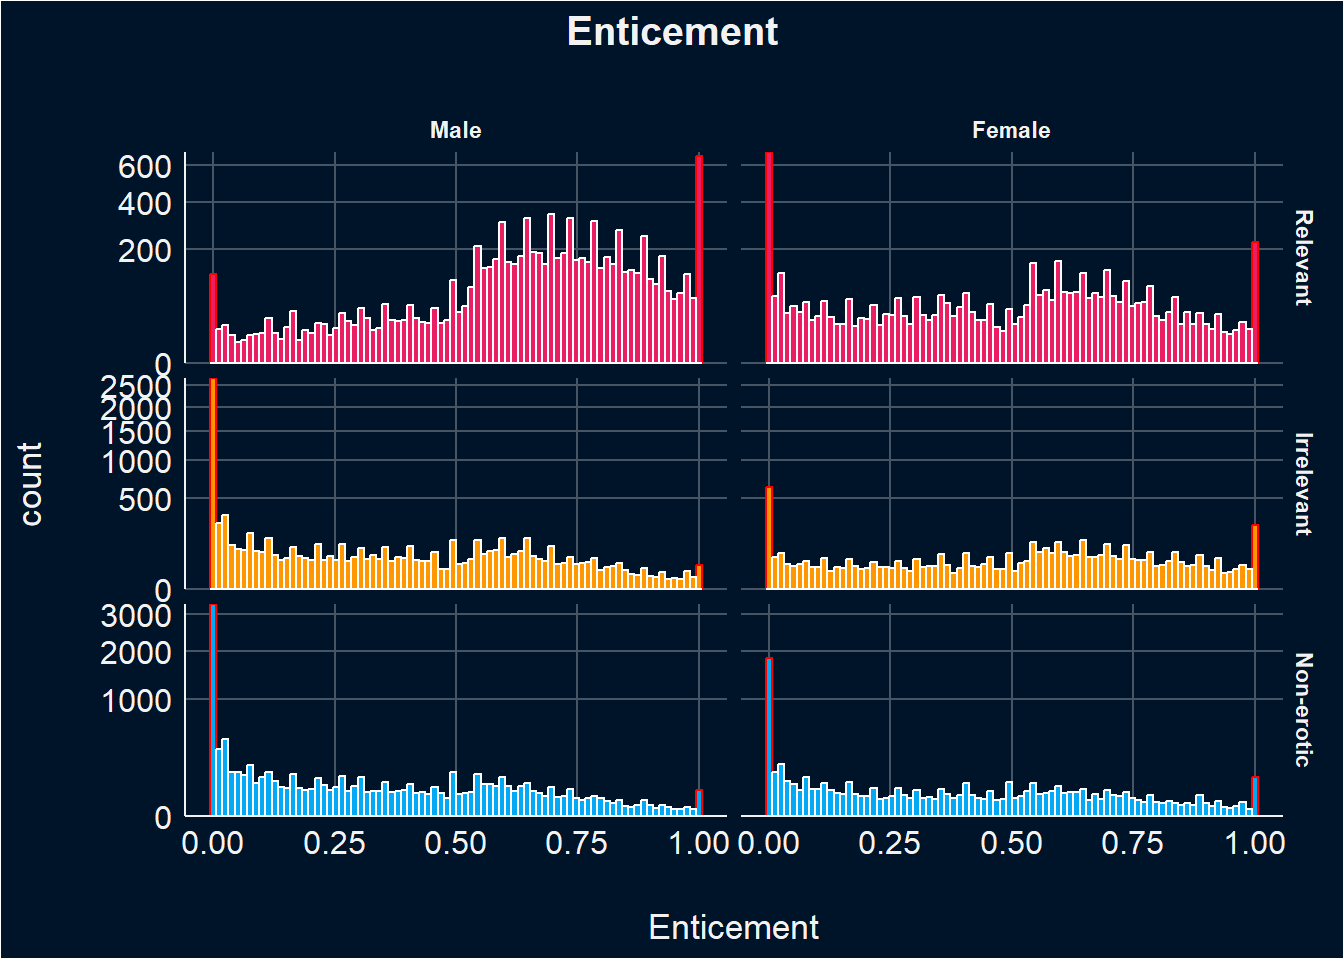 Enticement
Male Female
600
400
200
0
Relevant
2500
2000
1500
1000
500
0
Irrelevant
3000
2000
1000
0
Non-erotic
count
0.00 0.25 0.50 0.75 1.00 0.00 0.25 0.50 0.75 1.00
Enticement